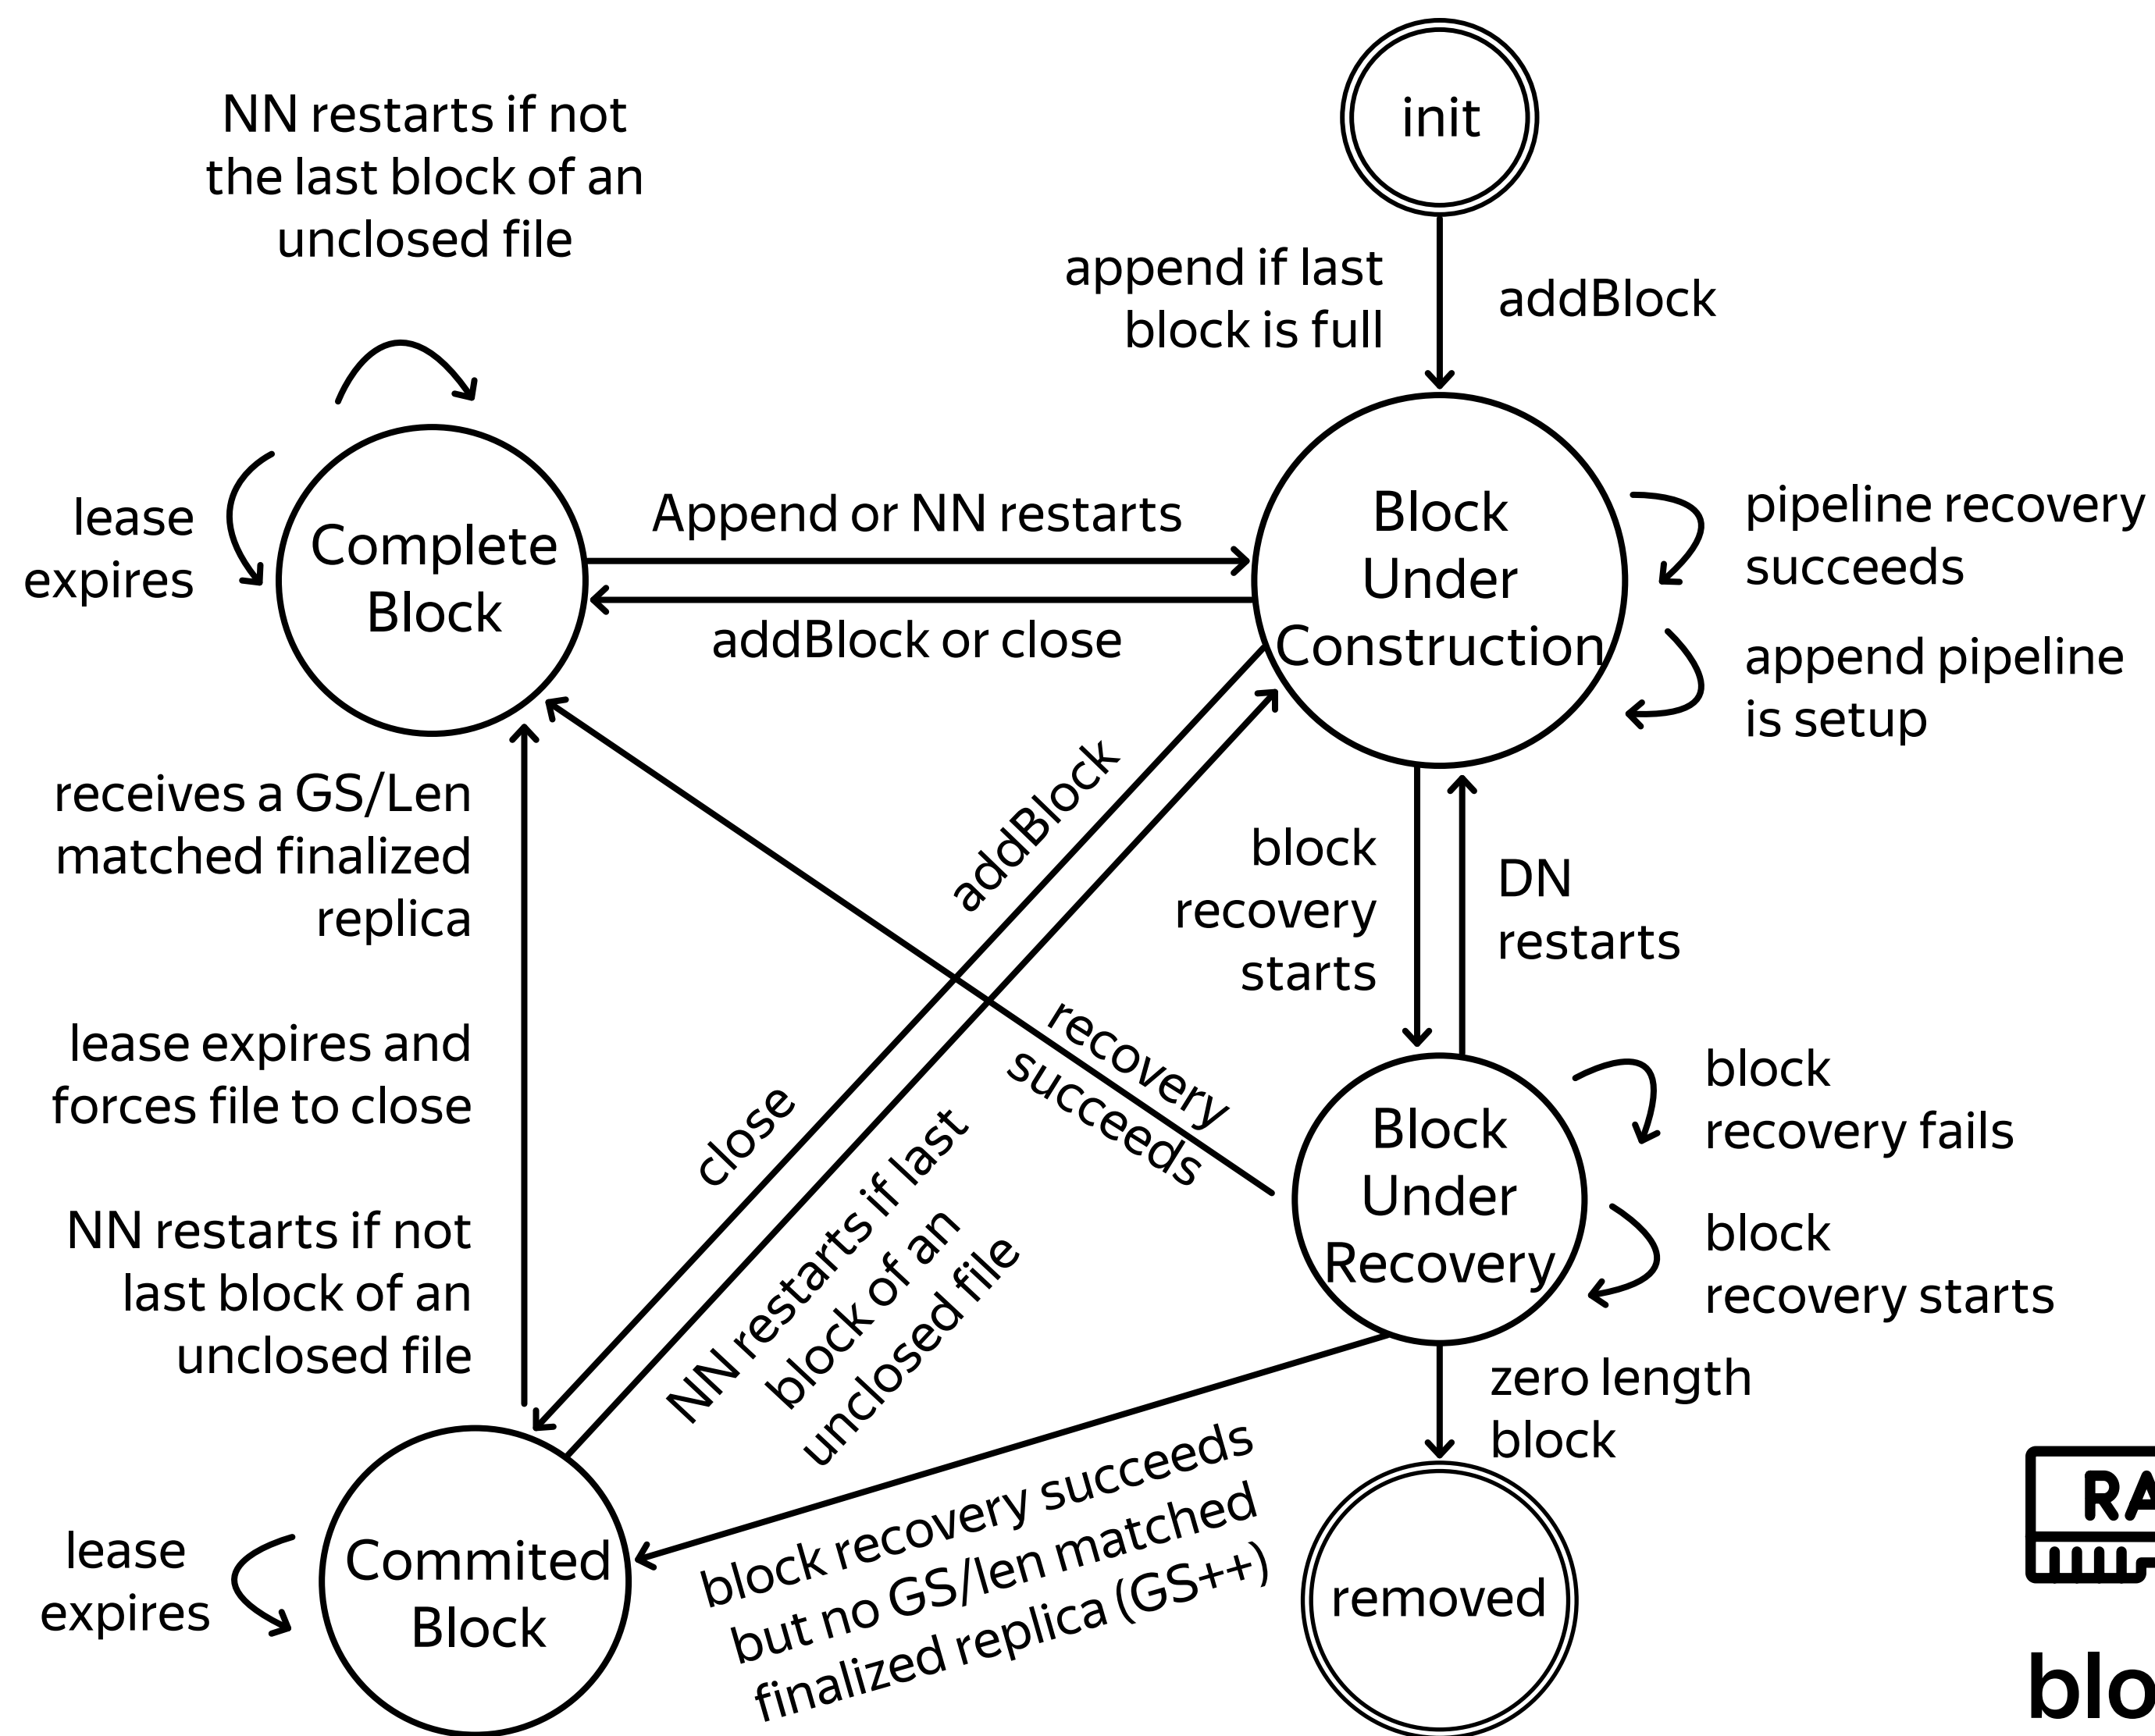 init
NN restarts if not
the last block of an
unclosed file
append if last
block is full
addBlock
lease
expires
Complete
Block
Append or NN restarts
addBlock or close
Block
Under
Construction
pipeline recovery
succeeds
append pipeline
is setup
receives a GS/Len
matched finalized
replica
lease expires and
forces file to close
NN restarts if not
last block of an
unclosed file
addBlock
close
NN restarts if last
block of an
unclosed file
recovery
succeeds
block
recovery
starts
DN
restarts
Block
Under
Recovery
block
recovery fails
block
recovery starts
zero length
block
lease
expires
Commited
Block
block recovery succeeds
but no GS/len matched
finalized replica (GS++)
removed
RA
blo